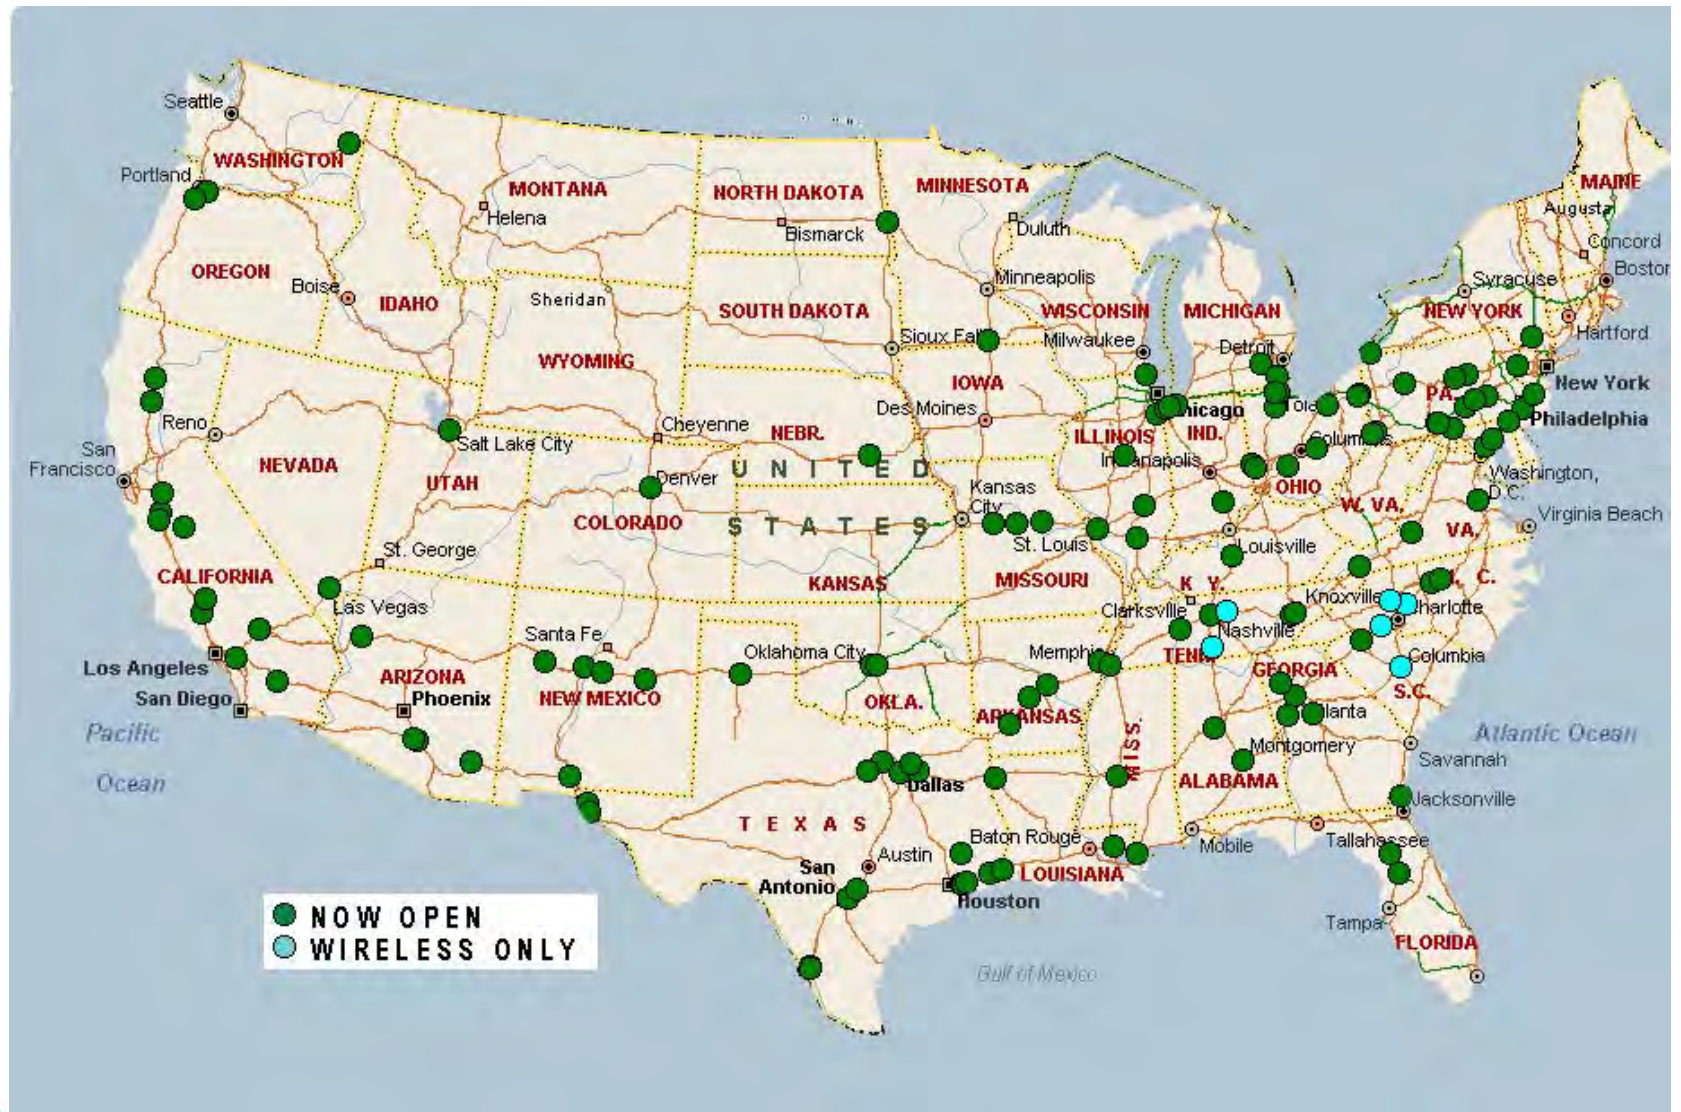 Seattle
WASHINGTON
Portland
MONTANA
Helena
NORTH DAKOTA
Bismarck
MINNESOTA
Duluth
MAINE
Augusta
Concord
Boston
OREGON
Boise
IDAHO
Sheridan
SOUTH DAKOTA
Minneapolis
WISCONSIN
MICHIGAN
Syracuse
NEW YORK
Hartford
Sioux Fal
Milwaukee
Detroit
WYOMING
IOWA
New York
PA.
Reno
Cheyenne
Des Moines
Chicago
Tole
Philadelphia
San
Francisco
Salt Lake City
NEBR.
ILLINOIS
IND.
Columbus
NEVADA
UTAH
Denver
UNITED
Indianapolis
OHIO
Washington,
D.C.
COLORADO
STATES
Kansas
City
St. Louis
W. VA.
VA.
Virginia Beach
St. George
Louisville
CALIFORNIA
KANSAS
MISSOURI
K Y.
N. C.
Las Vegas
Clarksville
Knoxville
Charlotte
Santa Fe
Oklahoma City
Memphis
Nashville
TENN.
Columbia
Los Angeles
ARIZONA
GEORGIA
San Diego
Phoenix
NEW MEXICO
OKLA.
ARKANSAS
S.C.
Atlanta
Pacific
Ocean
MISS.
Montgomery
Atlantic Ocean
Savannah
Dallas
ALABAMA
Jacksonville
TEXAS
Baton Rouge
Mobile
Tallahassee
Austin
San
Antonio
LOUISIANA
Houston
Tampa
FLORIDA
Gulf of Mexico
NOW OPEN
WIRELESS ONLY